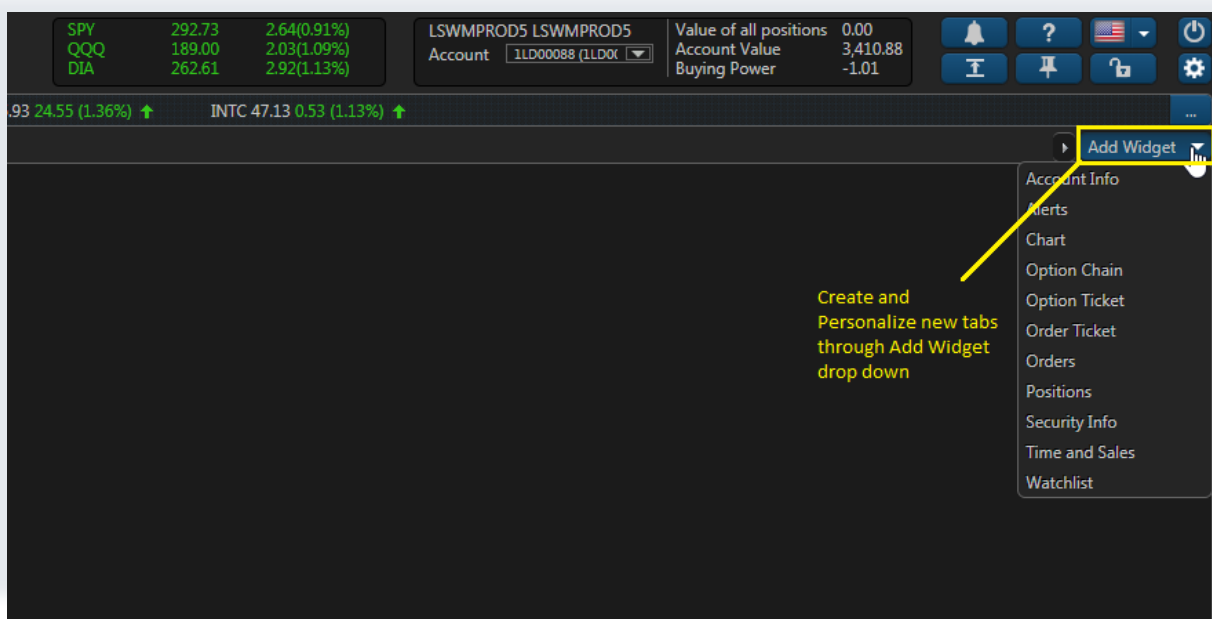 SPY 292.73 2.64(0.91%)
QQQ 189.00 2.03(1.09%)
DIA 262.61 2.92(1.13%)
LSWMPROD5 LSWMPROD5
Account 1LD00088 (1LD0(
Value of all positions 0.00
Account Value 3,410.88
Buying Power -1.01
?
.93 24.55 (1.36%) INTC 47.13 0.53 (1.13%) ...
Add Widget
Account Info
Alerts
Chart
Option Chain
Option Ticket
Order Ticket
Orders
Positions
Security Info
Time and Sales
Watchlist
Create and
Personalize new tabs
through Add Widget
drop down